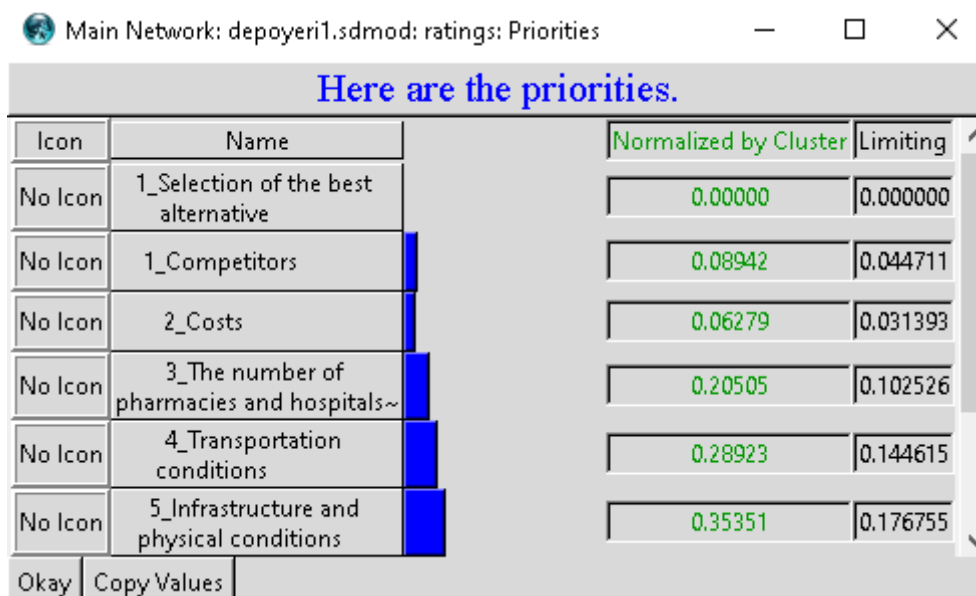 Main Network: depoyeri1.sdmod: ratings: Priorities
Here are the priorities.
Icon Name Normalized by Cluster Limiting
No Icon 1_Selection of the best alternative 0.00000 0.000000
No Icon 1_Competitors 0.08942 0.044711
No Icon 2_Costs 0.06279 0.031393
No Icon 3_The number of pharmacies and hospitals~ 0.20505 0.102526
No Icon 4_Transportation conditions 0.28923 0.144615
No Icon 5_Infrastructure and physical conditions 0.35351 0.176755
Okay Copy Values